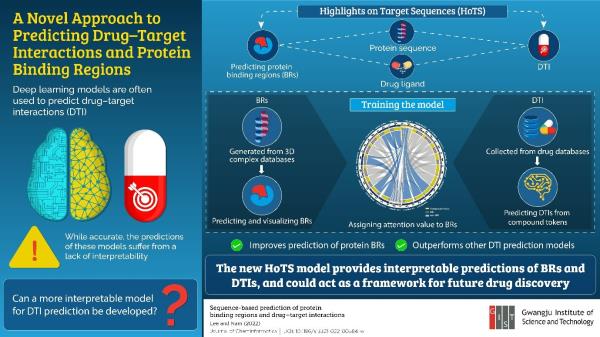 A Novel Approach to
Predicting Drug–Target
Interactions and Protein
Binding Regions
Deep learning models are often
used to predict drug–target
interactions (DTI)
While accurate, the predictions
of these models suffer from a
lack of interpretability
Can a more interpretable model
for DTI prediction be developed?
?
Highlights on Target Sequences (HoTS)
Predicting protein
binding regions (BRs)
Protein sequence
Drug ligand
DTI
BRs
Generated from 3D
complex databases
Predicting and visualizing BRs
Training the model
Assigning attention value to BRs
DTI
Collected from drug databases
Predicting DTIs from
compound tokens
Improves prediction of protein BRs
Outperforms other DTI prediction models
The new HoTS model provides interpretable predictions of BRs and
DTIs, and could act as a framework for future drug discovery
Sequence-based prediction of protein
binding regions and drug–target interactions
Lee and Nam (2022)
Journal of Cheminformatics | DOI:
GIST
Gwangju Institute of
Science and Technology